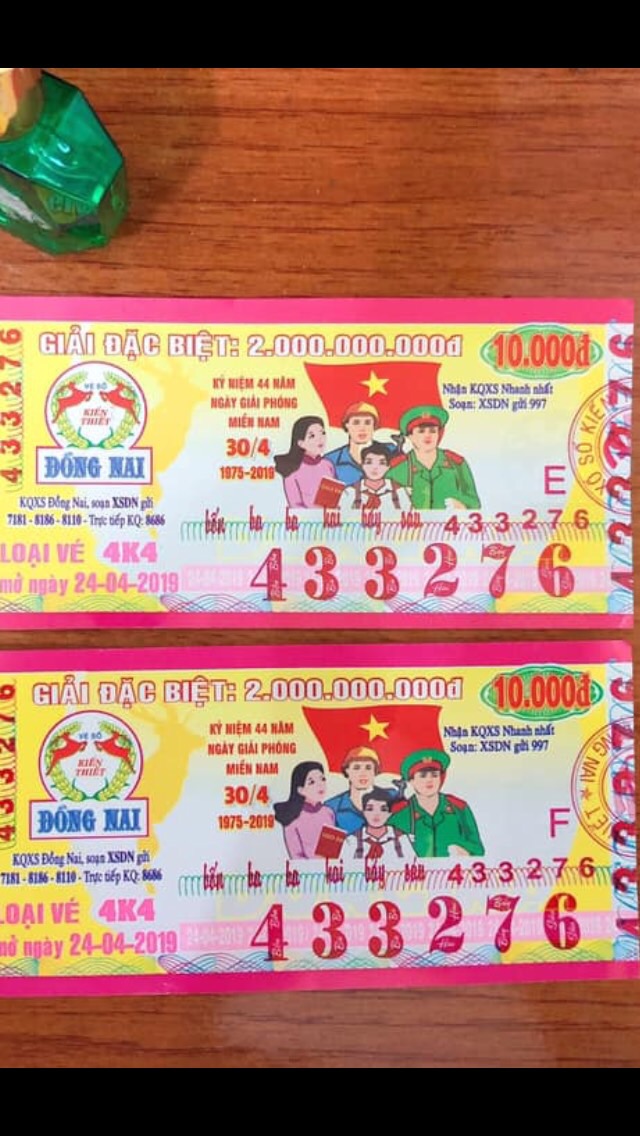 GIẢI ĐẶC BIỆT: 2.000.000.000đ
10.000đ
433276
VÉ SỐ
KIẾN
THIẾT
ĐỒNG NAI
KỶ NIỆM 44 NĂM
NGÀY GIẢI PHÓNG
MIỀN NAM
30/4
1975-2019
Nhận KQXS Nhanh nhất
Soạn: XSDN gửi 997
E
KQXS Đồng Nai, soạn XSDN gửi
7181 - 8186 - 8110 - Trực tiếp KQ: 8686
bốn ba ba hai bảy sáu 433276
LOẠI VÉ 4K4
mở ngày 24-04-2019
433276
GIẢI ĐẶC BIỆT: 2.000.000.000đ
10.000đ
433276
VÉ SỐ
KIẾN
THIẾT
ĐỒNG NAI
KỶ NIỆM 44 NĂM
NGÀY GIẢI PHÓNG
MIỀN NAM
30/4
1975-2019
Nhận KQXS Nhanh nhất
Soạn: XSDN gửi 997
F
KQXS Đồng Nai, soạn XSDN gửi
7181 - 8186 - 8110 - Trực tiếp KQ: 8686
bốn ba ba hai bảy sáu 433276
LOẠI VÉ 4K4
mở ngày 24-04-2019
433276